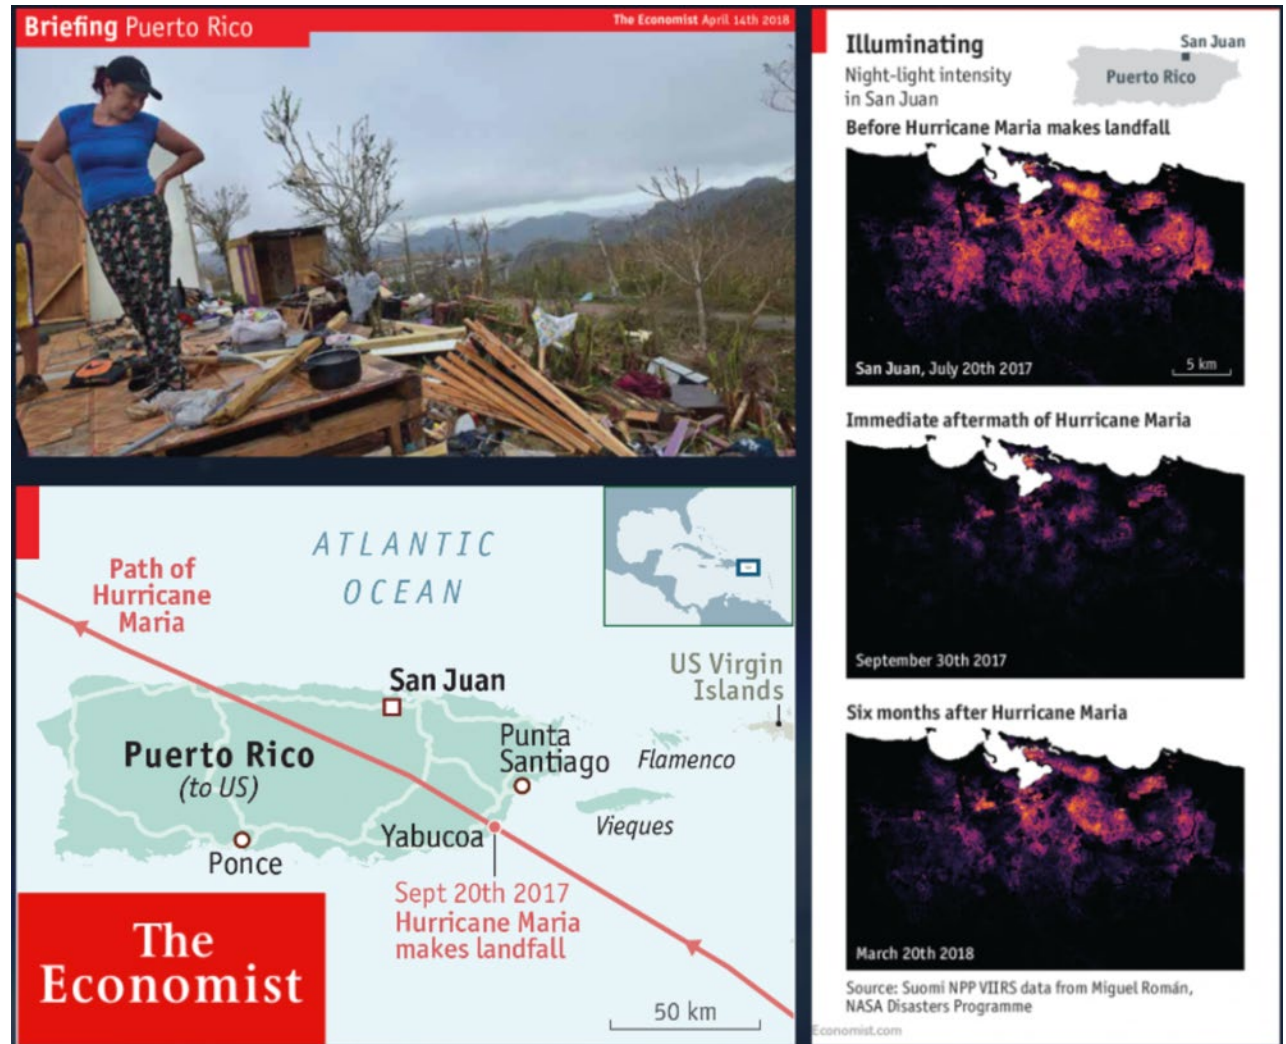 Briefing Puerto Rico
The Economist April 14th 2018
ATLANTIC
OCEAN
Path of
Hurricane
Maria
San Juan
US Virgin
Islands
Punta
Santiago
Flamenco
Puerto Rico
(to US)
Vieques
Yabucoa
Ponce
Sept 20th 2017
Hurricane Maria
makes landfall
50 km
The
Economist
Illuminating
Night-light intensity
in San Juan
San Juan
Puerto Rico
Before Hurricane Maria makes landfall
San Juan, July 20th 2017
5 km
Immediate aftermath of Hurricane Maria
September 30th 2017
Six months after Hurricane Maria
March 20th 2018
Source: Suomi NPP VIIRS data from Miguel Román,
NASA Disasters Programme
Economist.com